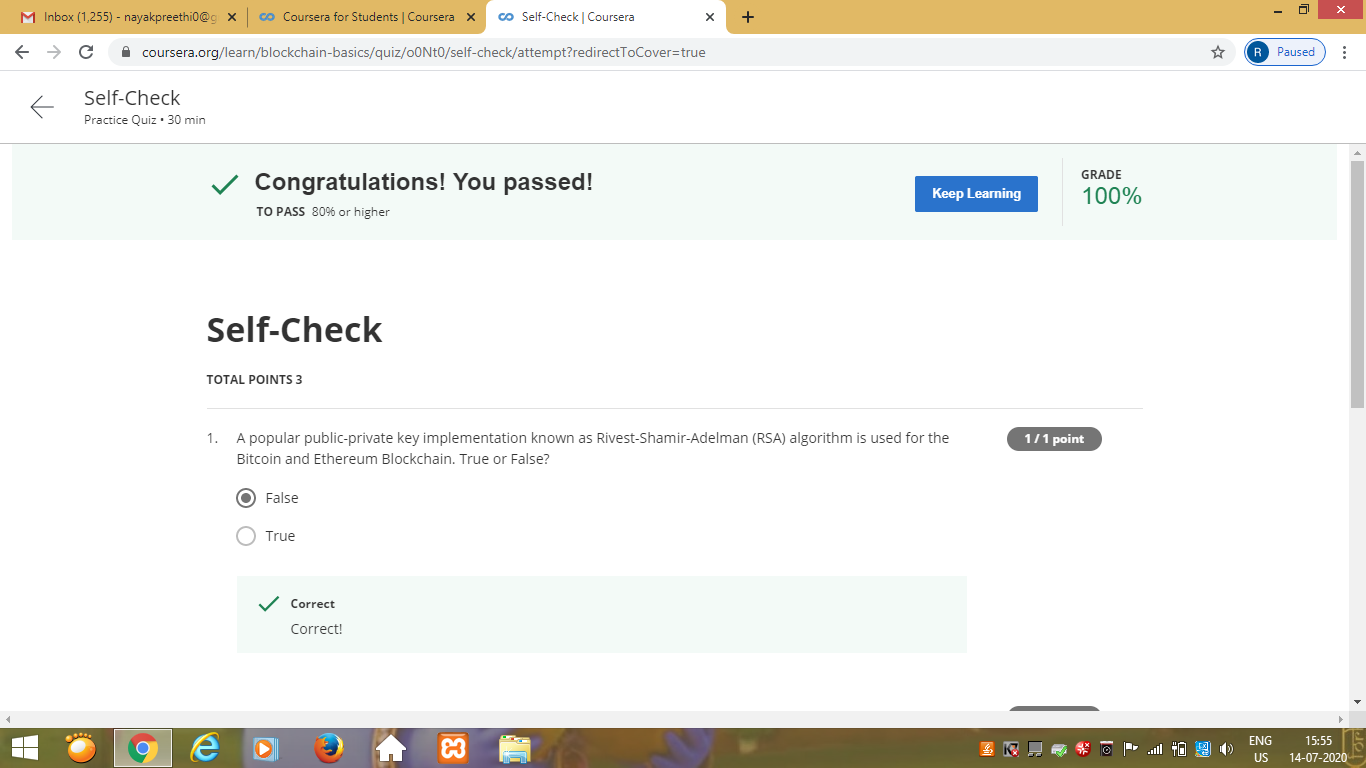 Inbox (1,255) - nayakpreethi0@g
Coursera for Students | Coursera
Self-Check | Coursera
coursera.org/learn/blockchain-basics/quiz/o0Nt0/self-check/attempt?redirectToCover=true
R Paused
Self-Check
Practice Quiz • 30 min
Congratulations! You passed!
TO PASS 80% or higher
Keep Learning
GRADE
100%
Self-Check
TOTAL POINTS 3
1. A popular public-private key implementation known as Rivest-Shamir-Adelman (RSA) algorithm is used for the
Bitcoin and Ethereum Blockchain. True or False?
1 / 1 point
False
True
Correct
Correct!
ENG
US
15:55
14-07-2020